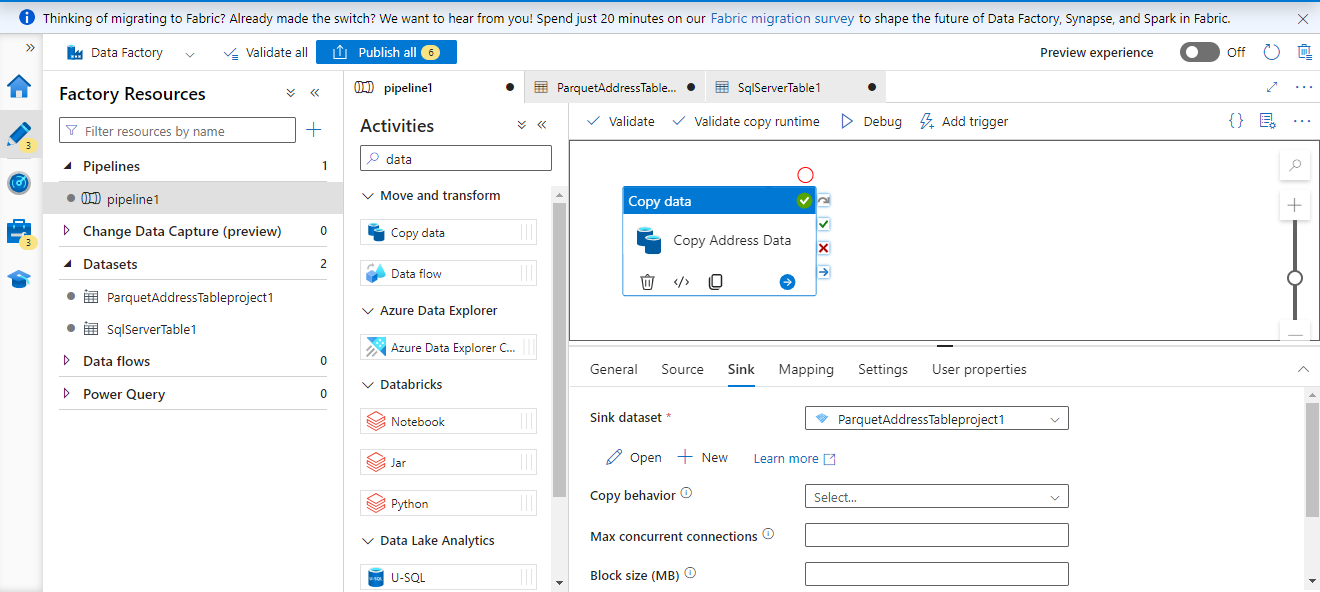 Thinking of migrating to Fabric? Already made the switch? We want to hear from you! Spend just 20 minutes on our Fabric migration survey to shape the future of Data Factory, Synapse, and Spark in Fabric.
Data Factory
Validate all
Publish all 6
Preview experience
Off
3
3
Factory Resources
Filter resources by name
Pipelines 1
pipeline1
Change Data Capture (preview) 0
Datasets 2
ParquetAddressTableproject1
SqlServerTable1
Data flows 0
Power Query 0
pipeline1
ParquetAddressTable...
SqlServerTable1
Activities
data
Move and transform
Copy data
Data flow
Azure Data Explorer
Azure Data Explorer C...
Databricks
Notebook
Jar
Python
Data Lake Analytics
U-SQL
Validate
Validate copy runtime
Debug
Add trigger
Copy data
Copy Address Data
General
Source
Sink
Mapping
Settings
User properties
Sink dataset *
ParquetAddressTableproject1
Open
New
Learn more
Copy behavior
Select...
Max concurrent connections
Block size (MB)